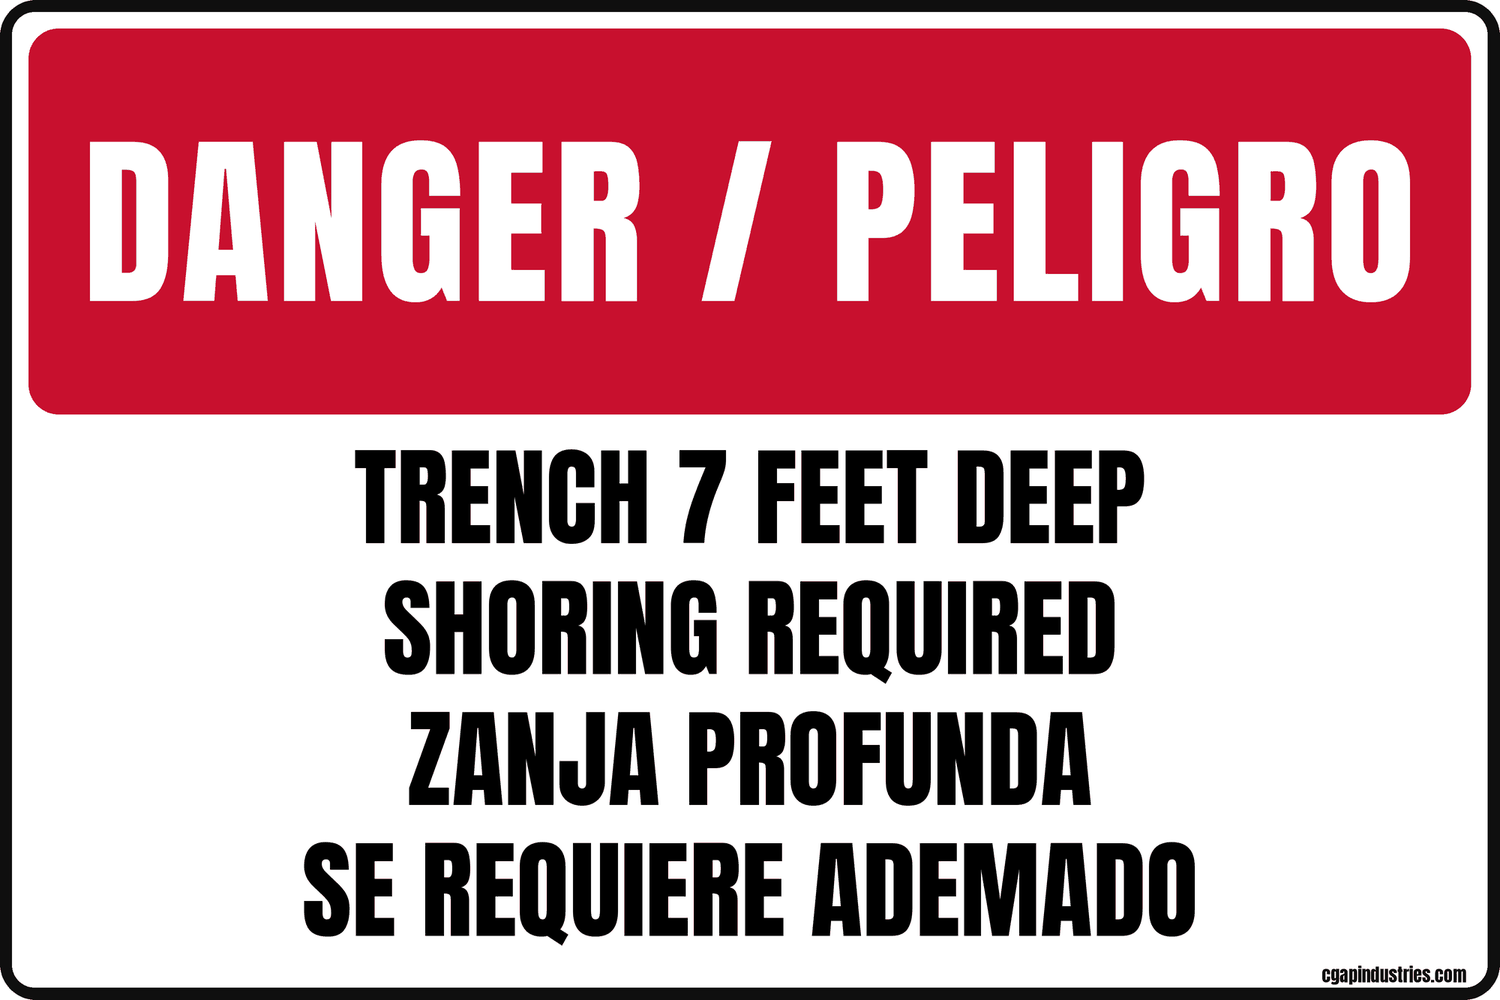 DANGER / PELIGRO
TRENCH 7 FEET DEEP
SHORING REQUIRED
ZANJA PROFUNDA
SE REQUIERE ADEMADO
cgapindustries.com